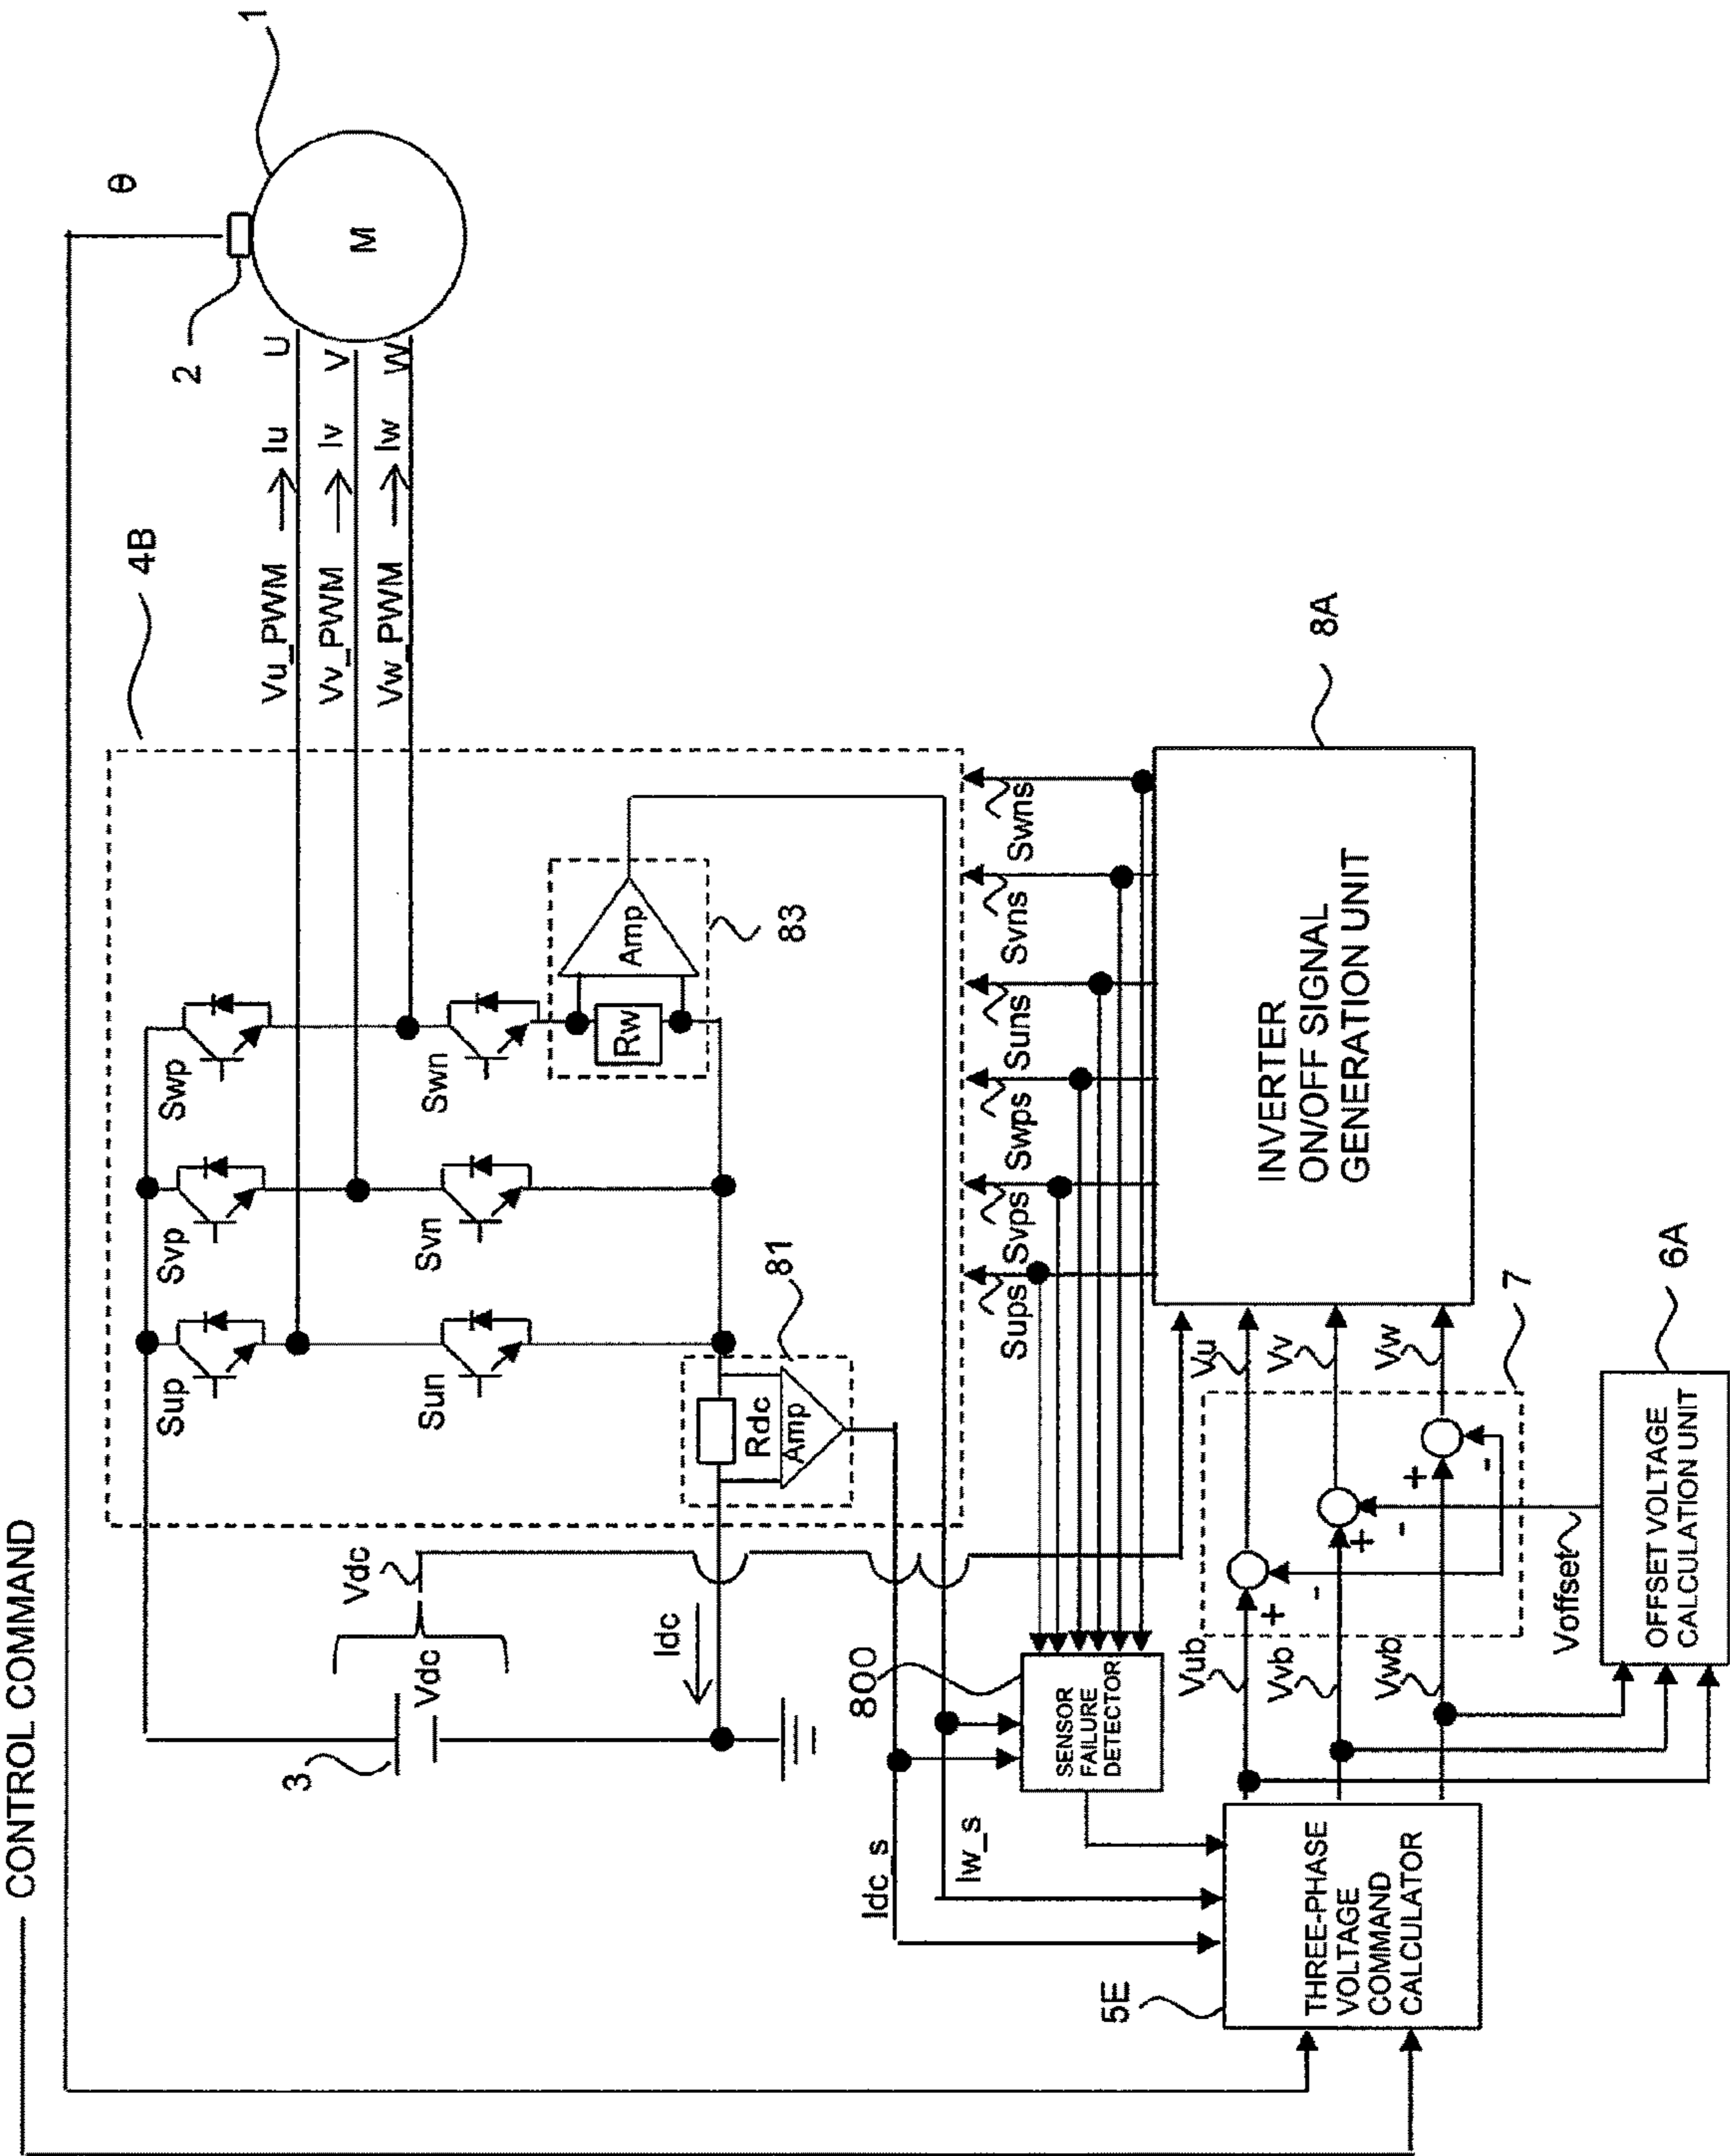 CONTROL COMMAND
θ
1
2
M
U
V
W
Iu
Iv
Iw
Vu_PWM
Vv_PWM
Vw_PWM
4B
3
Vdc
Vdc
Idc
Sup
Svp
Swp
Sun
Svn
Swn
Rdc
Amp
81
Rw
Amp
83
Idc_s
Iw_s
800
SENSOR
FAILURE
DETECTOR
Sups
Svps
Swps
Suns
Svns
Swns
5E
THREE-PHASE
VOLTAGE
COMMAND
CALCULATOR
Vub
Vvb
Vwb
+
-
+
-
+
-
Vu
Vv
Vw
7
INVERTER
ON/OFF SIGNAL
GENERATION UNIT
8A
Voffset
OFFSET VOLTAGE
CALCULATION UNIT
6A